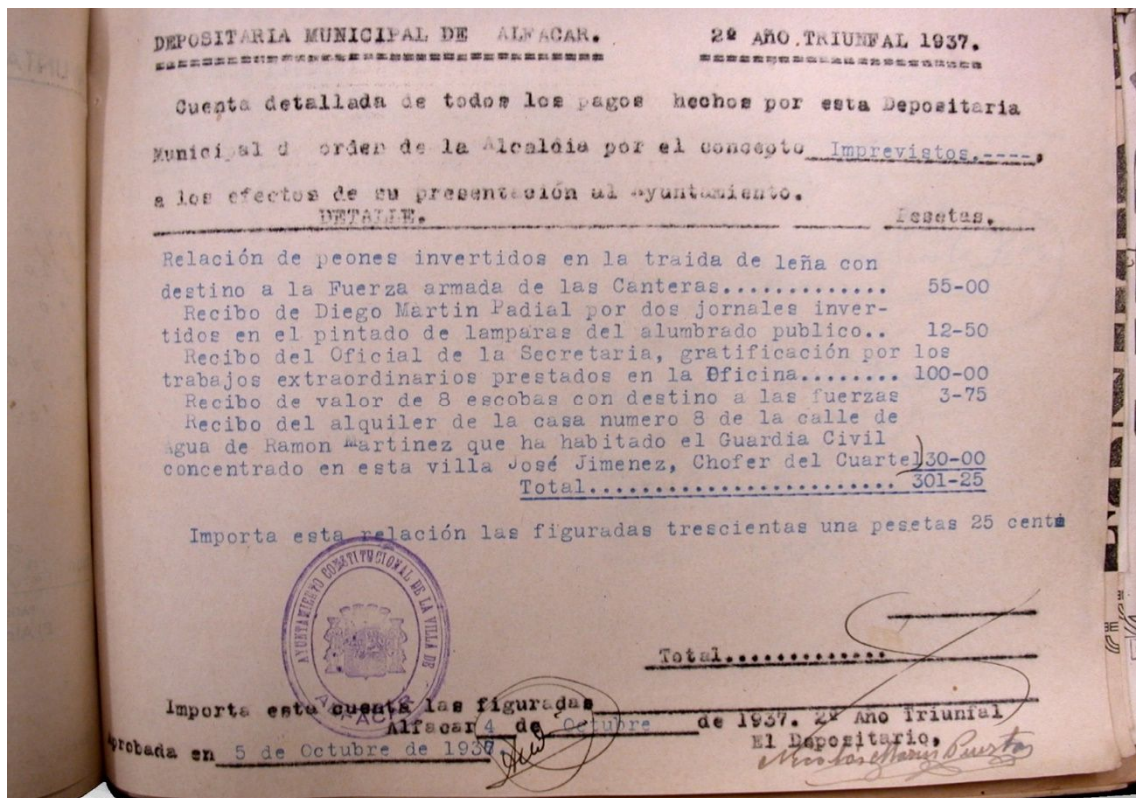 DEPOSITARIA MUNICIPAL DE ALFACAR. 2º AÑO.TRIUNFAL 1937.
Cuenta detallada de todos los pagos hechos por esta Depositaria
Municipal d orden de la Alcaldia por el concepto Imprevistos.----,
a los efectos de su presentación al Ayuntamiento.
DETALLE. Pesetas.
Relación de peones invertidos en la traida de leña con
destino a la Fuerza armada de las Canteras............. 55-00
Recibo de Diego Martin Padial por dos jornales inver-
tidos en el pintado de lamparas del alumbrado publico.. 12-50
Recibo del Oficial de la Secretaria, gratificación por los
trabajos extraordinarios prestados en la Oficina........ 100-00
Recibo de valor de 8 escobas con destino a las fuerzas 3-75
Recibo del alquiler de la casa numero 8 de la calle de
Agua de Ramon Martinez que ha habitado el Guardia Civil
concentrado en esta villa José Jimenez, Chofer del Cuartel)30-00
Total......................... 301-25
Importa esta relación las figuradas trescientas una pesetas 25 cents
AYUNTAMIENTO CONSTITUCIONAL DE LA VILLA DE
ALFACAR
Total.............
Importa esta cuenta las figuradas
Alfacar 4 de Octubre de 1937. 2º Año Triunfal
Aprobada en 5 de Octubre de 1937. El Depositario,